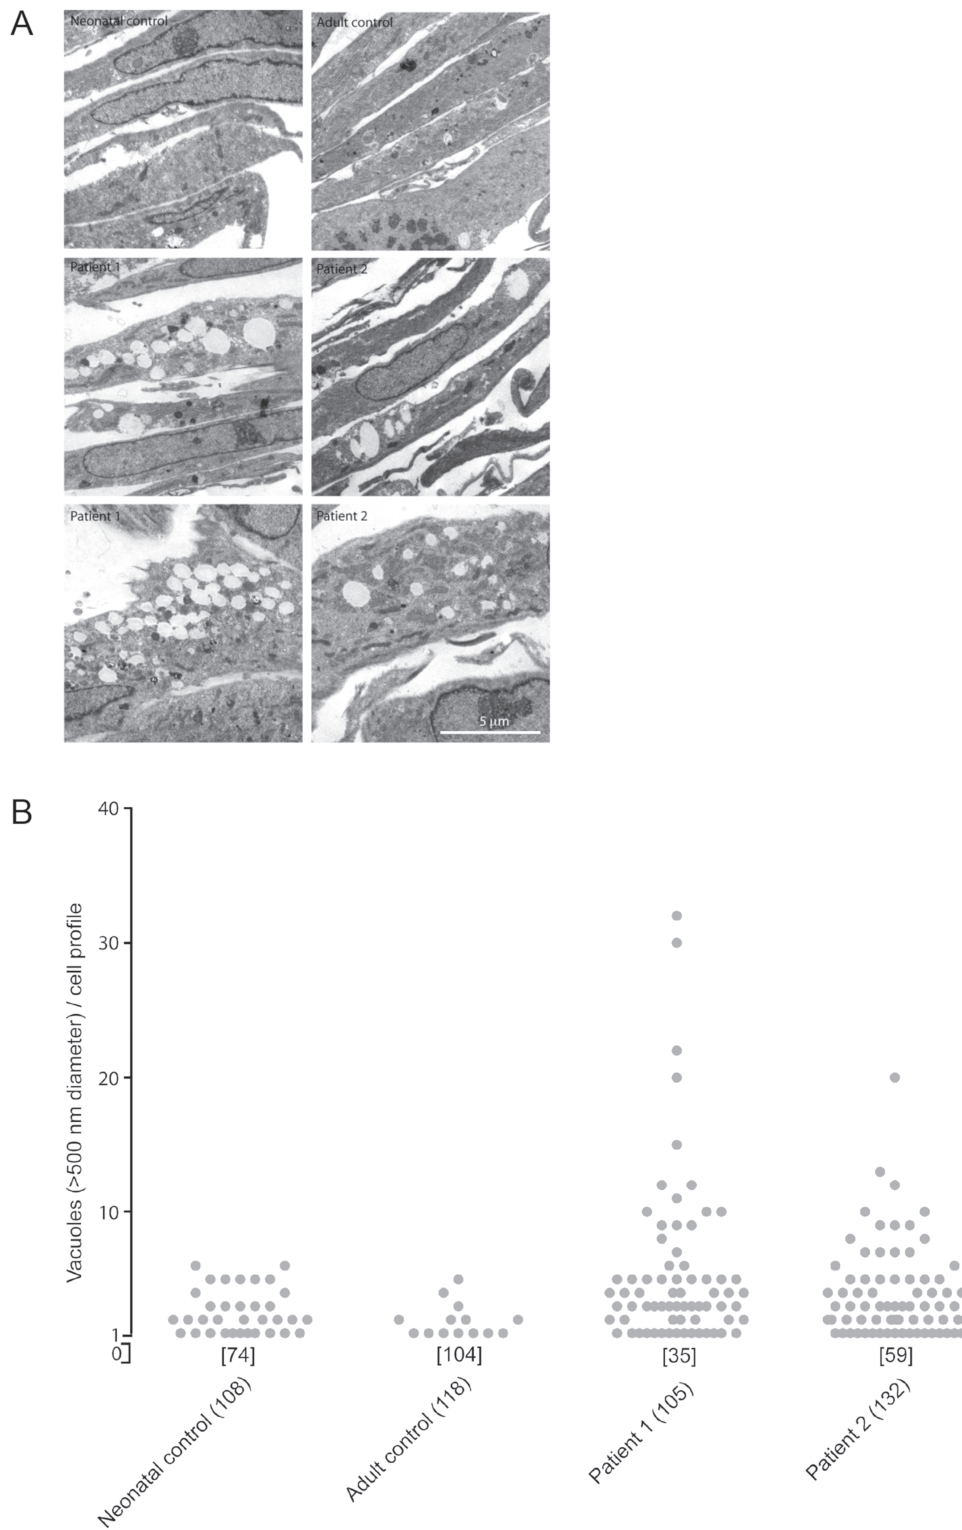 A
Neonatal control
Adult control
Patient 1
Patient 2
Patient 1
Patient 2
5 μm
B
Vacuoles (>500 nm diameter) / cell profile
40
30
20
10
1
0
[74]
[104]
[35]
[59]
Neonatal control (108)
Adult control (118)
Patient 1 (105)
Patient 2 (132)